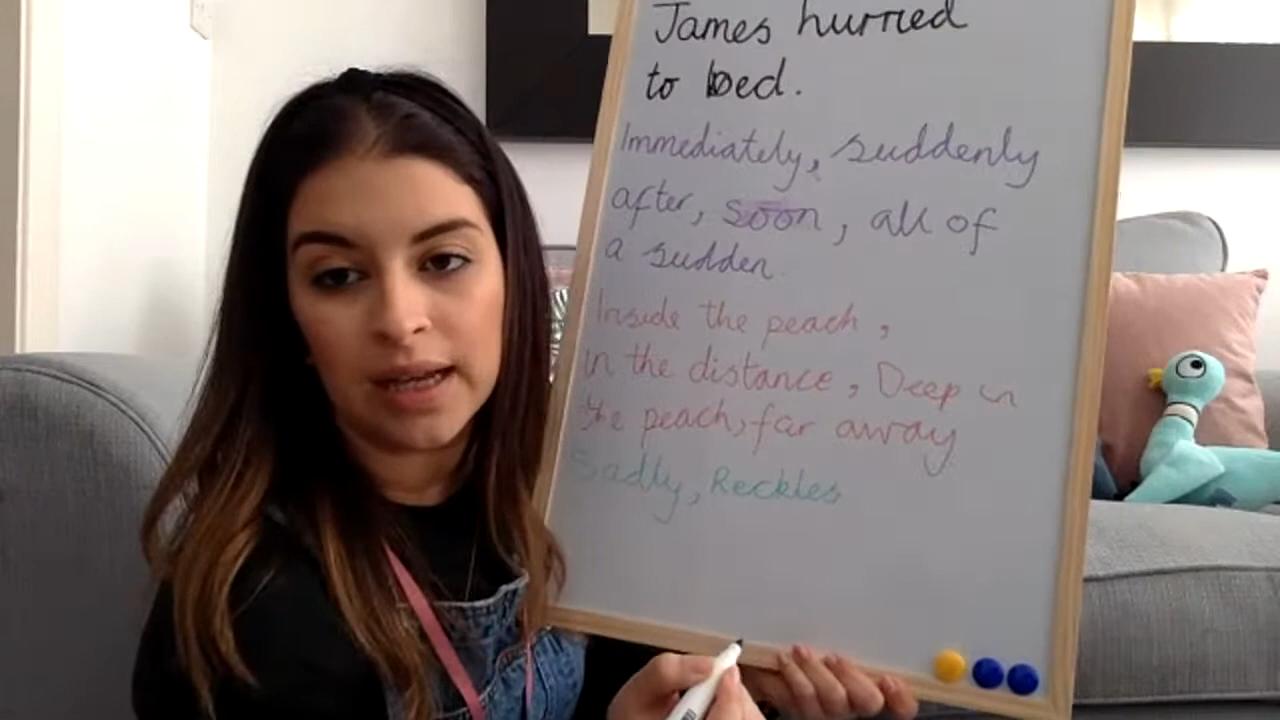 James hurried
to bed.
Immediately, suddenly
after, soon, all of
a sudden.
Inside the peach,
in the distance, Deep in
the peach, far away
Sadly, Reckles